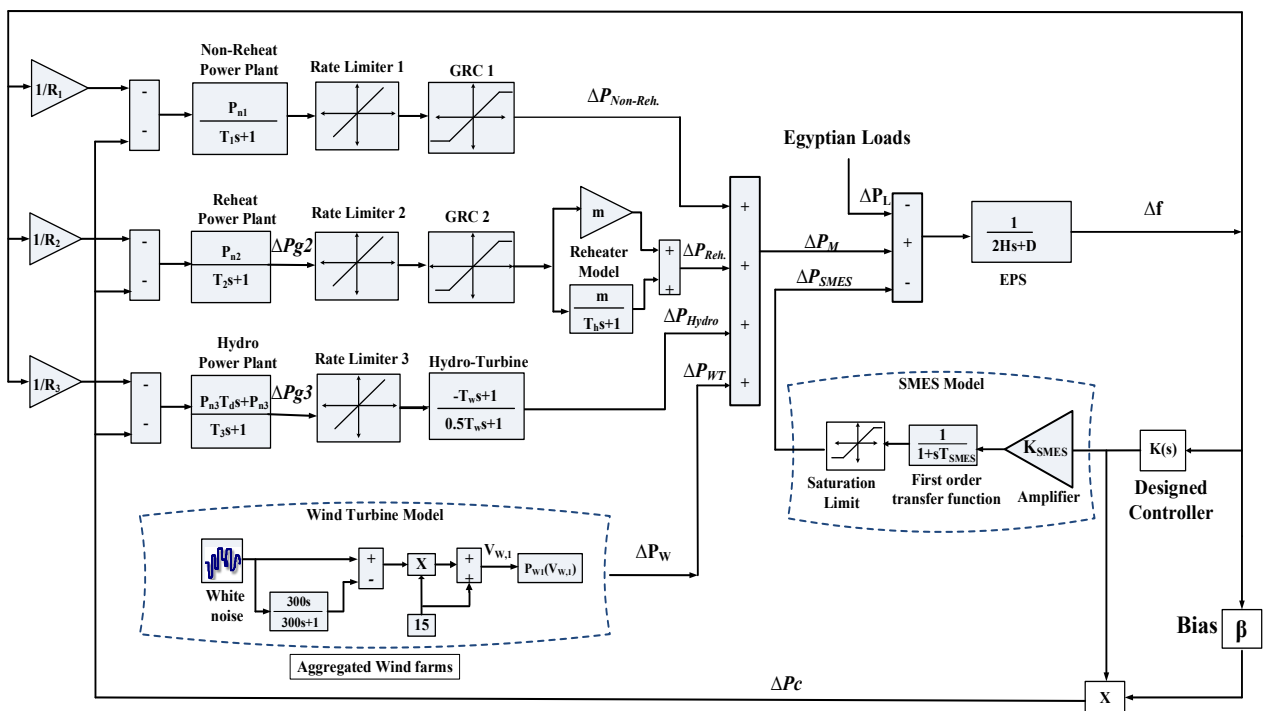 Non-Reheat
Power Plant
Rate Limiter 1
GRC 1
1/R1
-
-
Pn1
T1s+1
ΔPNon-Reh.
Egyptian Loads
Reheat
Power Plant
Rate Limiter 2
GRC 2
1/R2
-
-
Pn2
T2s+1
ΔPg2
m
Reheater
Model
m
Ths+1
+
+
ΔPReh.
+
+
+
+
ΔPL
ΔPM
ΔPSMES
-
+
-
1
2Hs+D
EPS
Δf
Hydro
Power Plant
Rate Limiter 3
Hydro-Turbine
1/R3
-
-
Pn3Tds+Pn3
T3s+1
ΔPg3
-Tws+1
0.5Tws+1
ΔPHydro
ΔPWT
SMES Model
Saturation
Limit
1
1+sTSMES
First order
transfer function
KSMES
Amplifier
K(s)
Designed
Controller
Wind Turbine Model
White
noise
300s
300s+1
+
-
X
15
+
+
VW,1
PW1(VW,1)
ΔPW
Aggregated Wind farms
Bias
β
ΔPc
X